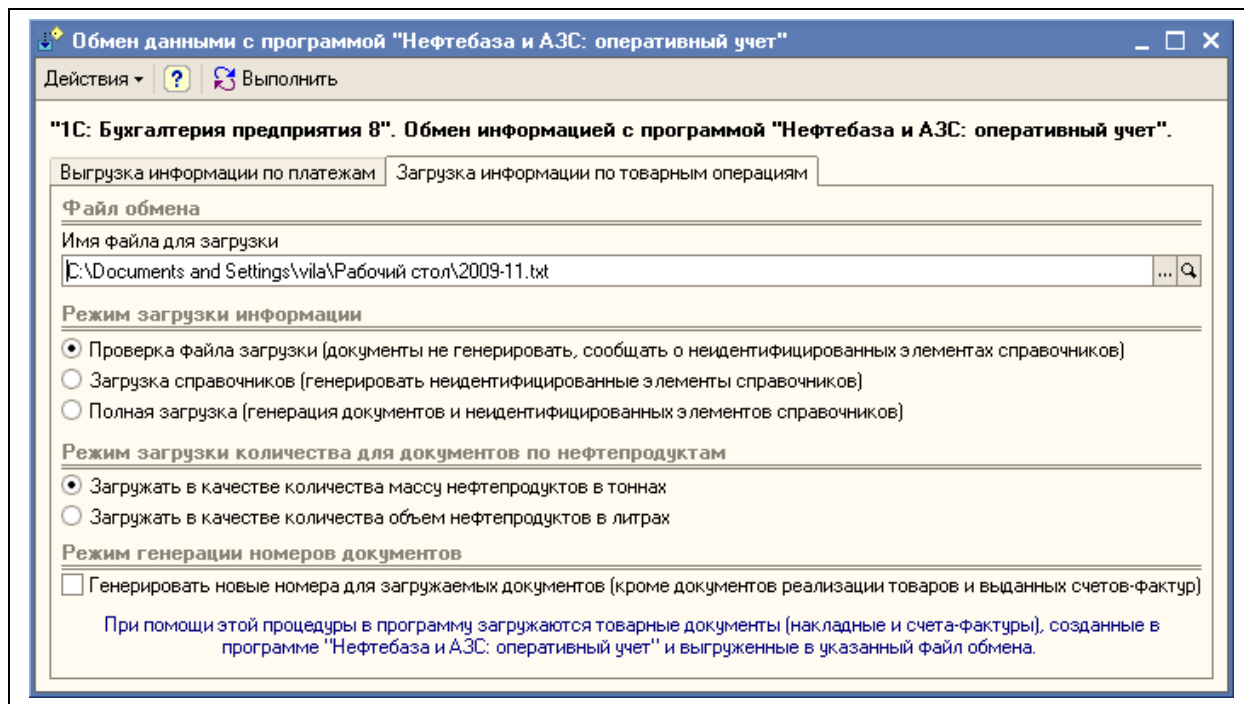 Обмен данными с программой "Нефтебаза и АЗС: оперативный учет"
Действия ? Выполнить
"1С: Бухгалтерия предприятия 8". Обмен информацией с программой "Нефтебаза и АЗС: оперативный учет".
Выгрузка информации по платежам Загрузка информации по товарным операциям
Файл обмена
Имя файла для загрузки
C:\Documents and Settings\vila\Рабочий стол\2009-11.txt ...
Режим загрузки информации
Проверка файла загрузки (документы не генерировать, сообщать о неидентифицированных элементах справочников)
Загрузка справочников (генерировать неидентифицированные элементы справочников)
Полная загрузка (генерация документов и неидентифицированных элементов справочников)
Режим загрузки количества для документов по нефтепродуктам
Загружать в качестве количества массу нефтепродуктов в тоннах
Загружать в качестве количества объем нефтепродуктов в литрах
Режим генерации номеров документов
Генерировать новые номера для загружаемых документов (кроме документов реализации товаров и выданных счетов-фактур)
При помощи этой процедуры в программу загружаются товарные документы (накладные и счета-фактуры), созданные в
программе "Нефтебаза и АЗС: оперативный учет" и выгруженные в указанный файл обмена.